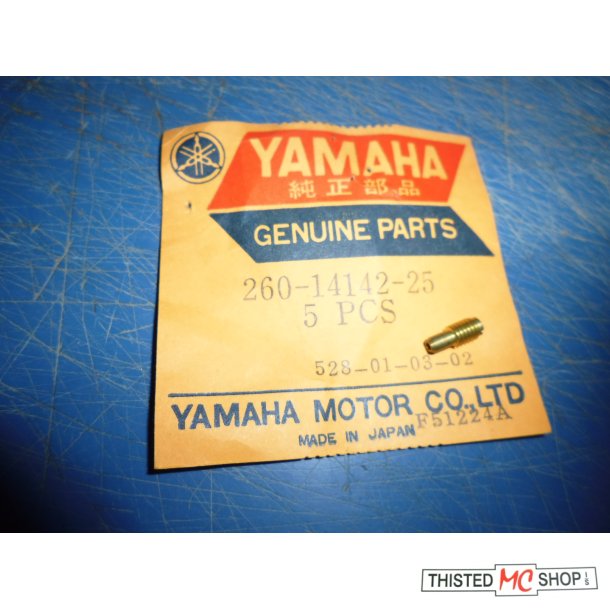 YAMAHA
純正部品
GENUINE PARTS
260-14142-25
5 PCS
528-01-03-02
YAMAHA MOTOR CO.,LTD
MADE IN JAPAN F51224A
THISTED MC SHOP I/S